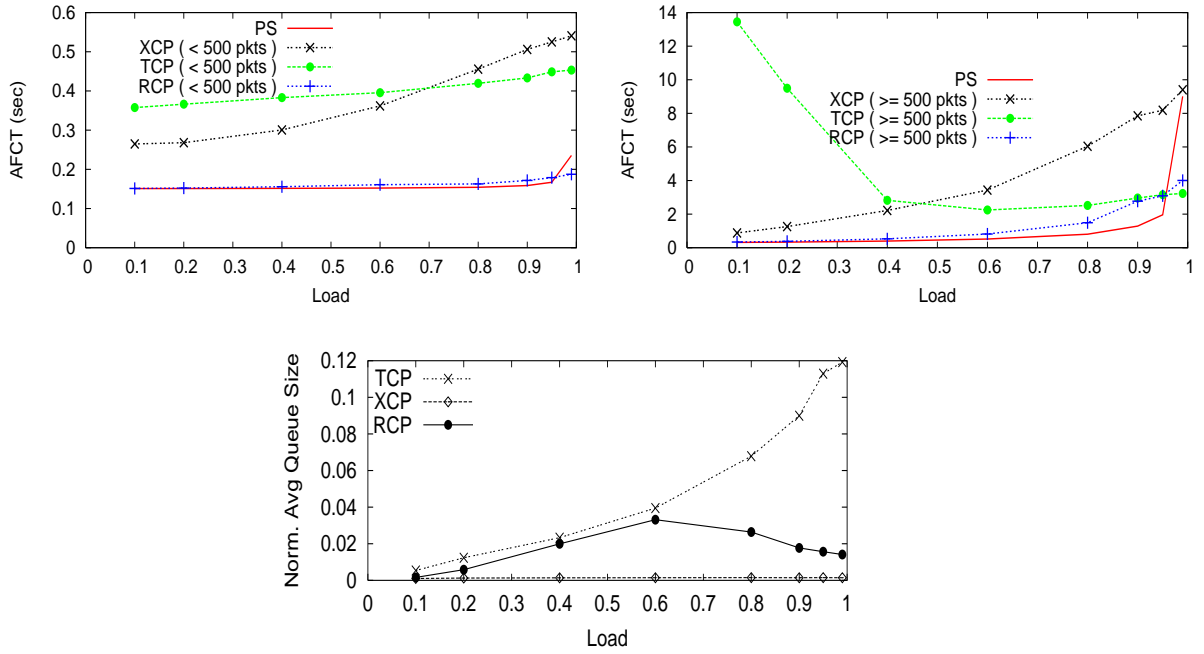 0.6
0.5
0.4
0.3
0.2
0.1
0
AFCT (sec)
PS
XCP ( < 500 pkts )
TCP ( < 500 pkts )
RCP ( < 500 pkts )
0 0.1 0.2 0.3 0.4 0.5 0.6 0.7 0.8 0.9 1
Load
14
12
10
8
6
4
2
0
AFCT (sec)
PS
XCP ( >= 500 pkts )
TCP ( >= 500 pkts )
RCP ( >= 500 pkts )
0 0.1 0.2 0.3 0.4 0.5 0.6 0.7 0.8 0.9 1
Load
0.12
0.1
0.08
0.06
0.04
0.02
0
Norm. Avg Queue Size
TCP
XCP
RCP
0 0.1 0.2 0.3 0.4 0.5 0.6 0.7 0.8 0.9 1
Load